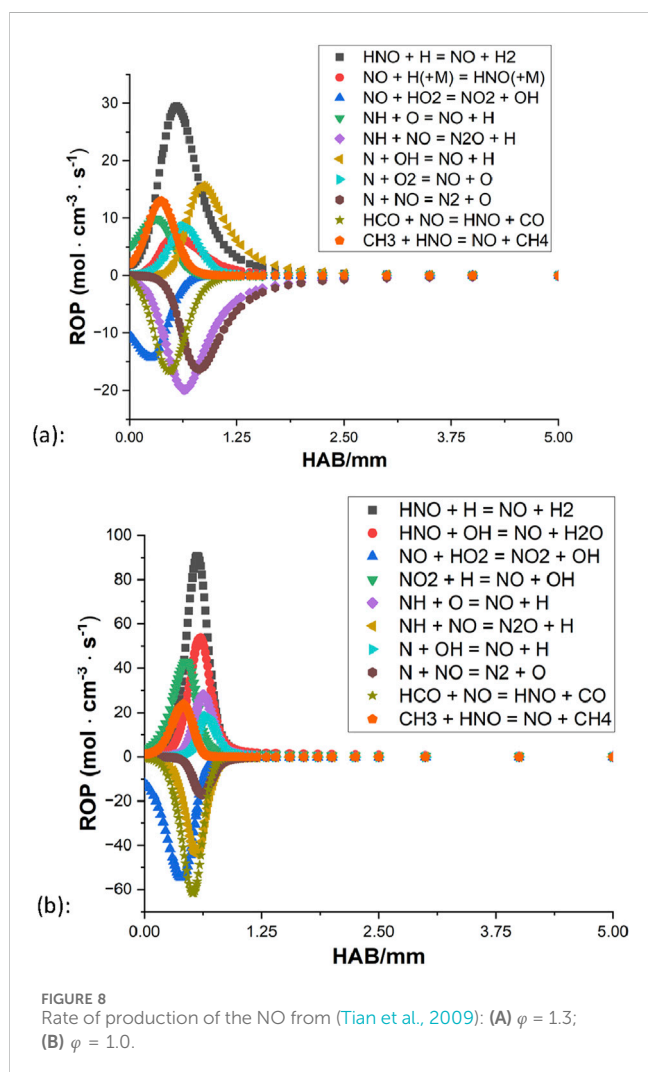 HNO + H = NO + H2
NO + H(+M) = HNO(+M)
NO + HO2 = NO2 + OH
NH + O = NO + H
NH + NO = N2O + H
N + OH = NO + H
N + O2 = NO + O
N + NO = N2 + O
HCO + NO = HNO + CO
CH3 + HNO = NO + CH4
ROP (mol · cm⁻³ · s⁻¹)
30
20
10
0
−10
−20
0.00 1.25 2.50 3.75 5.00
(a):
HAB/mm
HNO + H = NO + H2
HNO + OH = NO + H2O
NO + HO2 = NO2 + OH
NO2 + H = NO + OH
NH + O = NO + H
NH + NO = N2O + H
N + OH = NO + H
N + NO = N2 + O
HCO + NO = HNO + CO
CH3 + HNO = NO + CH4
ROP (mol · cm⁻³ · s⁻¹)
100
80
60
40
20
0
−20
−40
−60
0.00 1.25 2.50 3.75 5.00
(b):
HAB/mm
FIGURE 8
Rate of production of the NO from (Tian et al., 2009): (A) φ = 1.3;
(B) φ = 1.0.